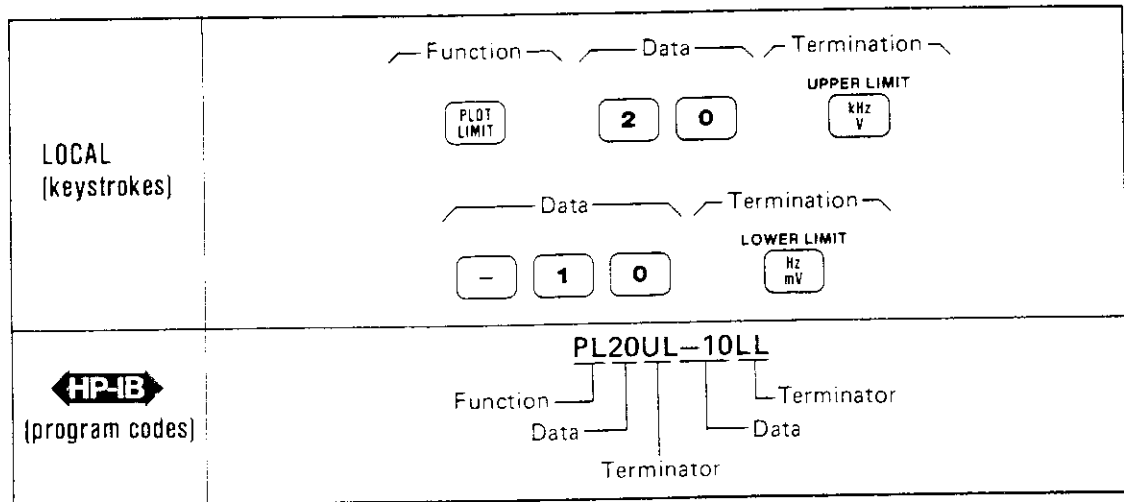 Function Data Termination
UPPER LIMIT
PLOT
LIMIT
2 0
kHz
V
LOCAL
(keystrokes)
Data Termination
LOWER LIMIT
– 1 0
Hz
mV
HP-IB
(program codes)
PL20UL–10LL
Function Terminator
Data Data
Terminator